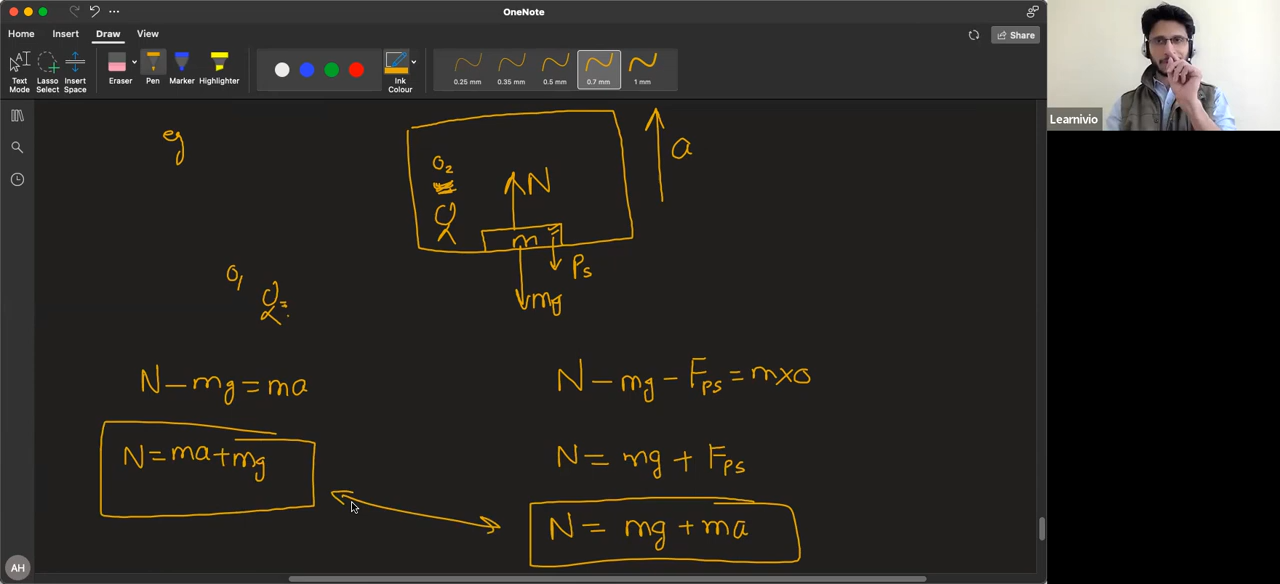 OneNote
Home Insert Draw View
Share
Text Mode
Lasso Select
Insert Space
Eraser
Pen
Marker
Highlighter
Ink Colour
0.25 mm
0.35 mm
0.5 mm
0.7 mm
1 mm
Learnivio
eg
a
O₂
N
m
Ps
mg
O₁
N - mg = ma
N = ma + mg
N - mg - F_Ps = m×0
N = mg + F_Ps
N = mg + ma
AH